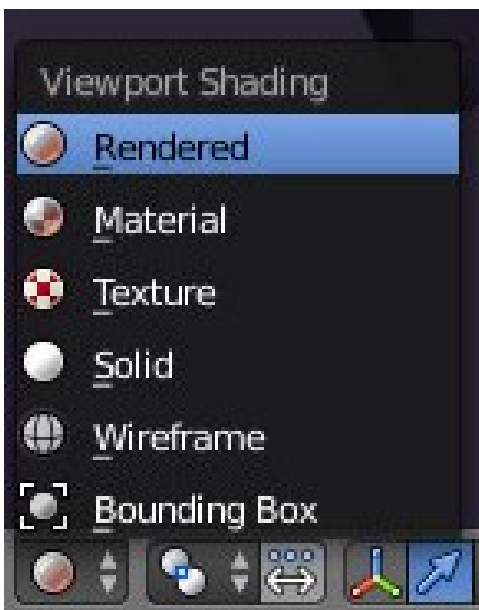 Viewport Shading
Rendered
Material
Texture
Solid
Wireframe
Bounding Box